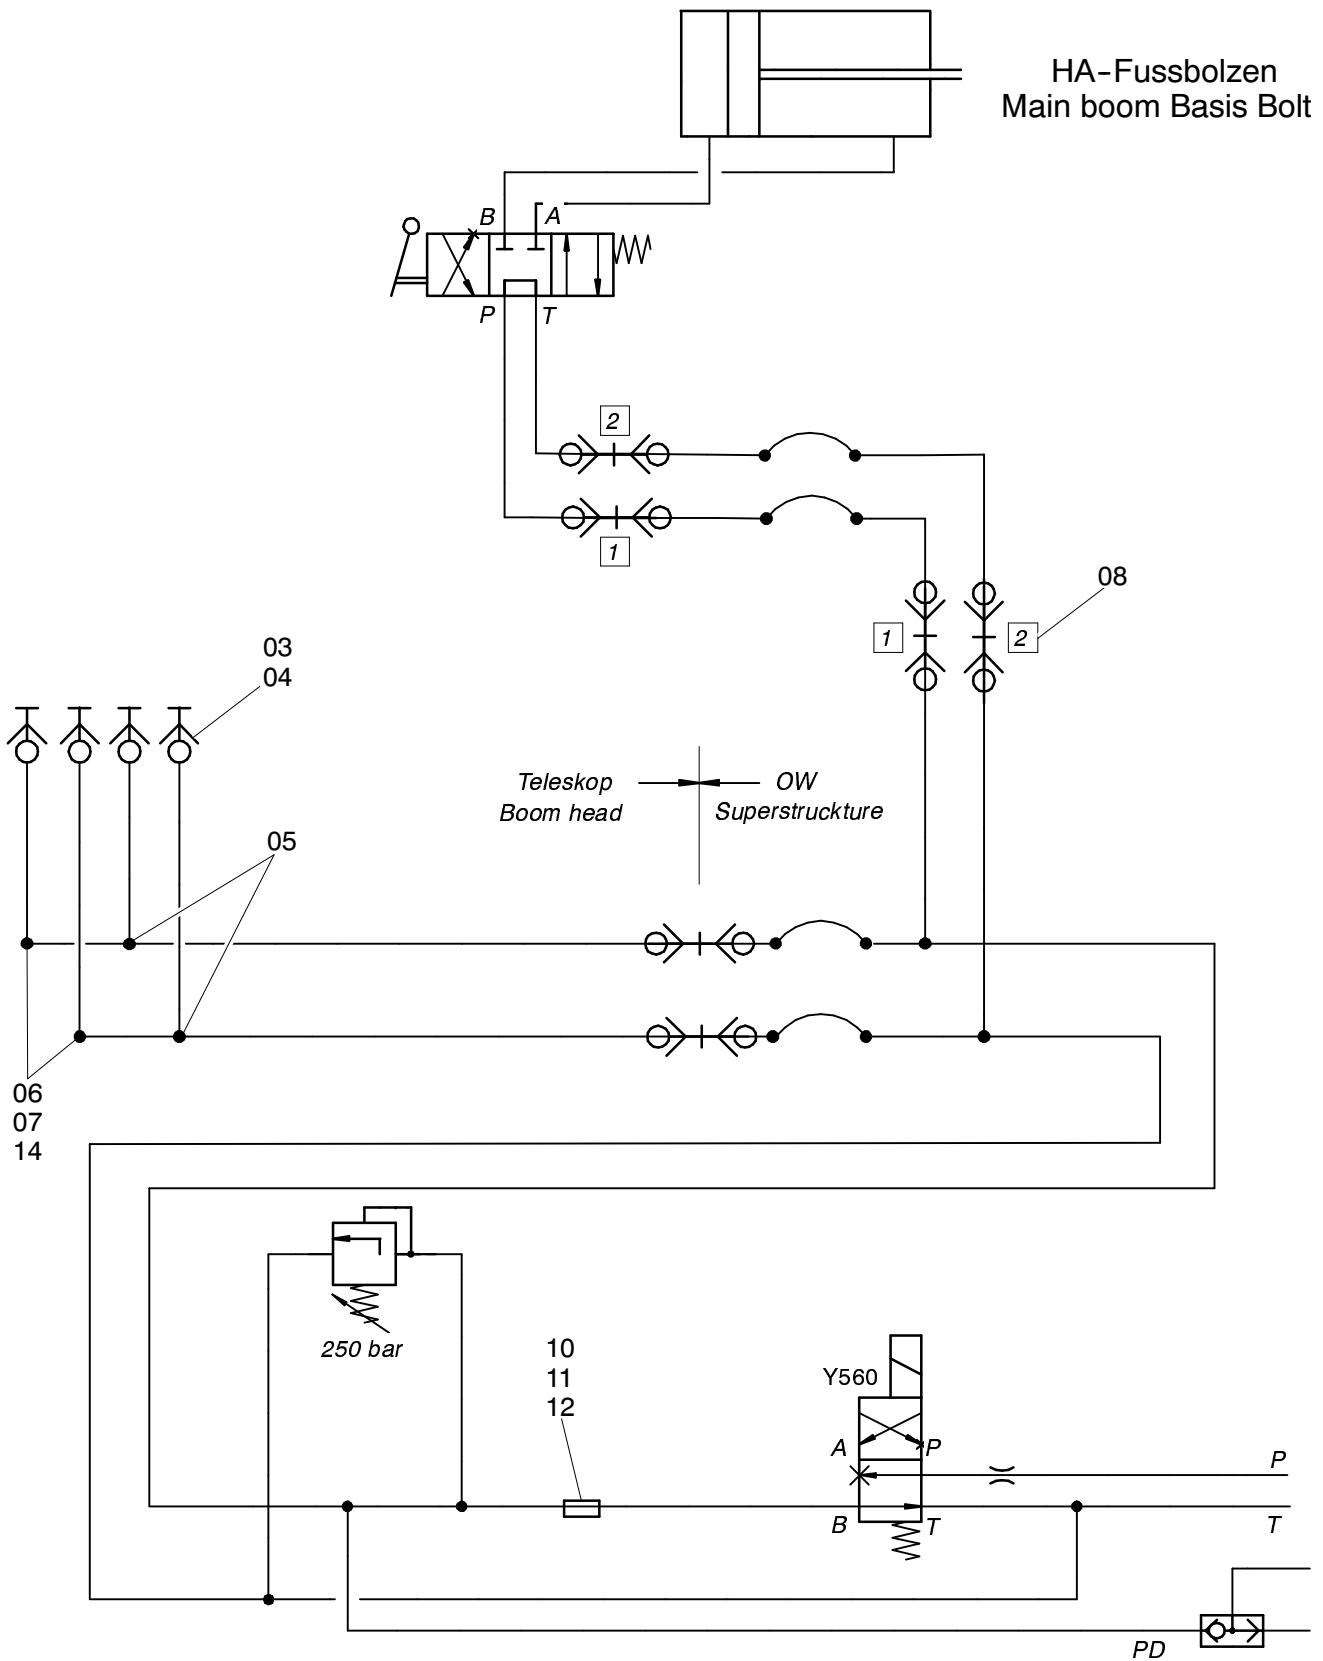 HA-Fussbolzen
Main boom Basis Bolt
B
A
P
T
2
1
08
1
2
03
04
Teleskop
OW
Boom head
Superstruckture
05
06
07
14
250 bar
10
11
12
Y560
A
P
P
B
T
T
PD